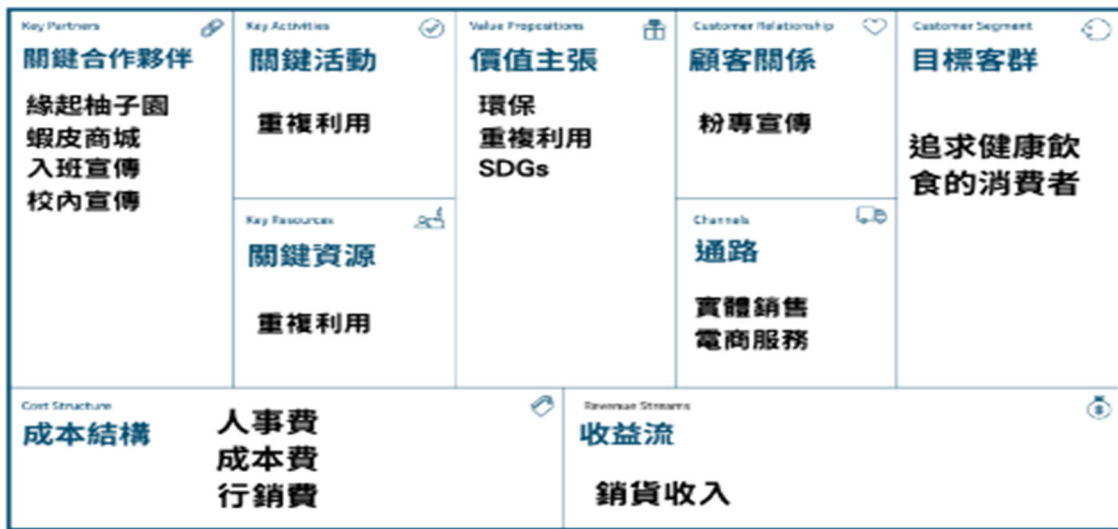 Key Partners
關鍵合作夥伴
緣起柚子園
蝦皮商城
入班宣傳
校內宣傳
Key Activities
關鍵活動
重複利用
Key Resources
關鍵資源
重複利用
Value Propositions
價值主張
環保
重複利用
SDGs
Customer Relationship
顧客關係
粉專宣傳
Channels
通路
實體銷售
電商服務
Customer Segment
目標客群
追求健康飲
食的消費者
Cost Structure
成本結構
人事費
成本費
行銷費
Revenue Streams
收益流
銷貨收入